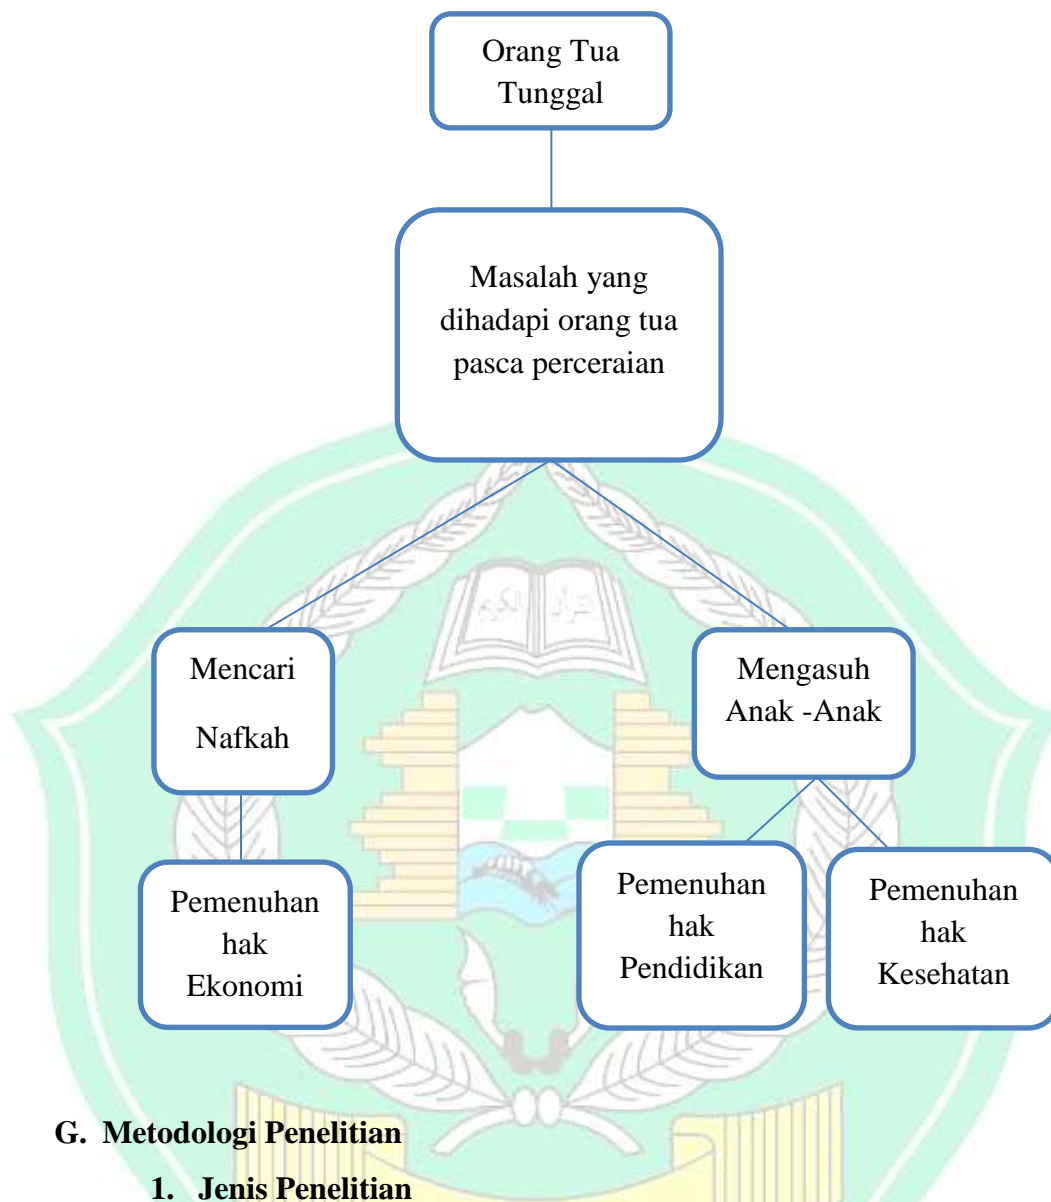 Orang Tua
Tunggal
Masalah yang
dihadapi orang tua
pasca perceraian
Mencari
Nafkah
Mengasuh
Anak -Anak
Pemenuhan
hak
Ekonomi
Pemenuhan
hak
Pendidikan
Pemenuhan
hak
Kesehatan
G. Metodologi Penelitian
1. Jenis Penelitian